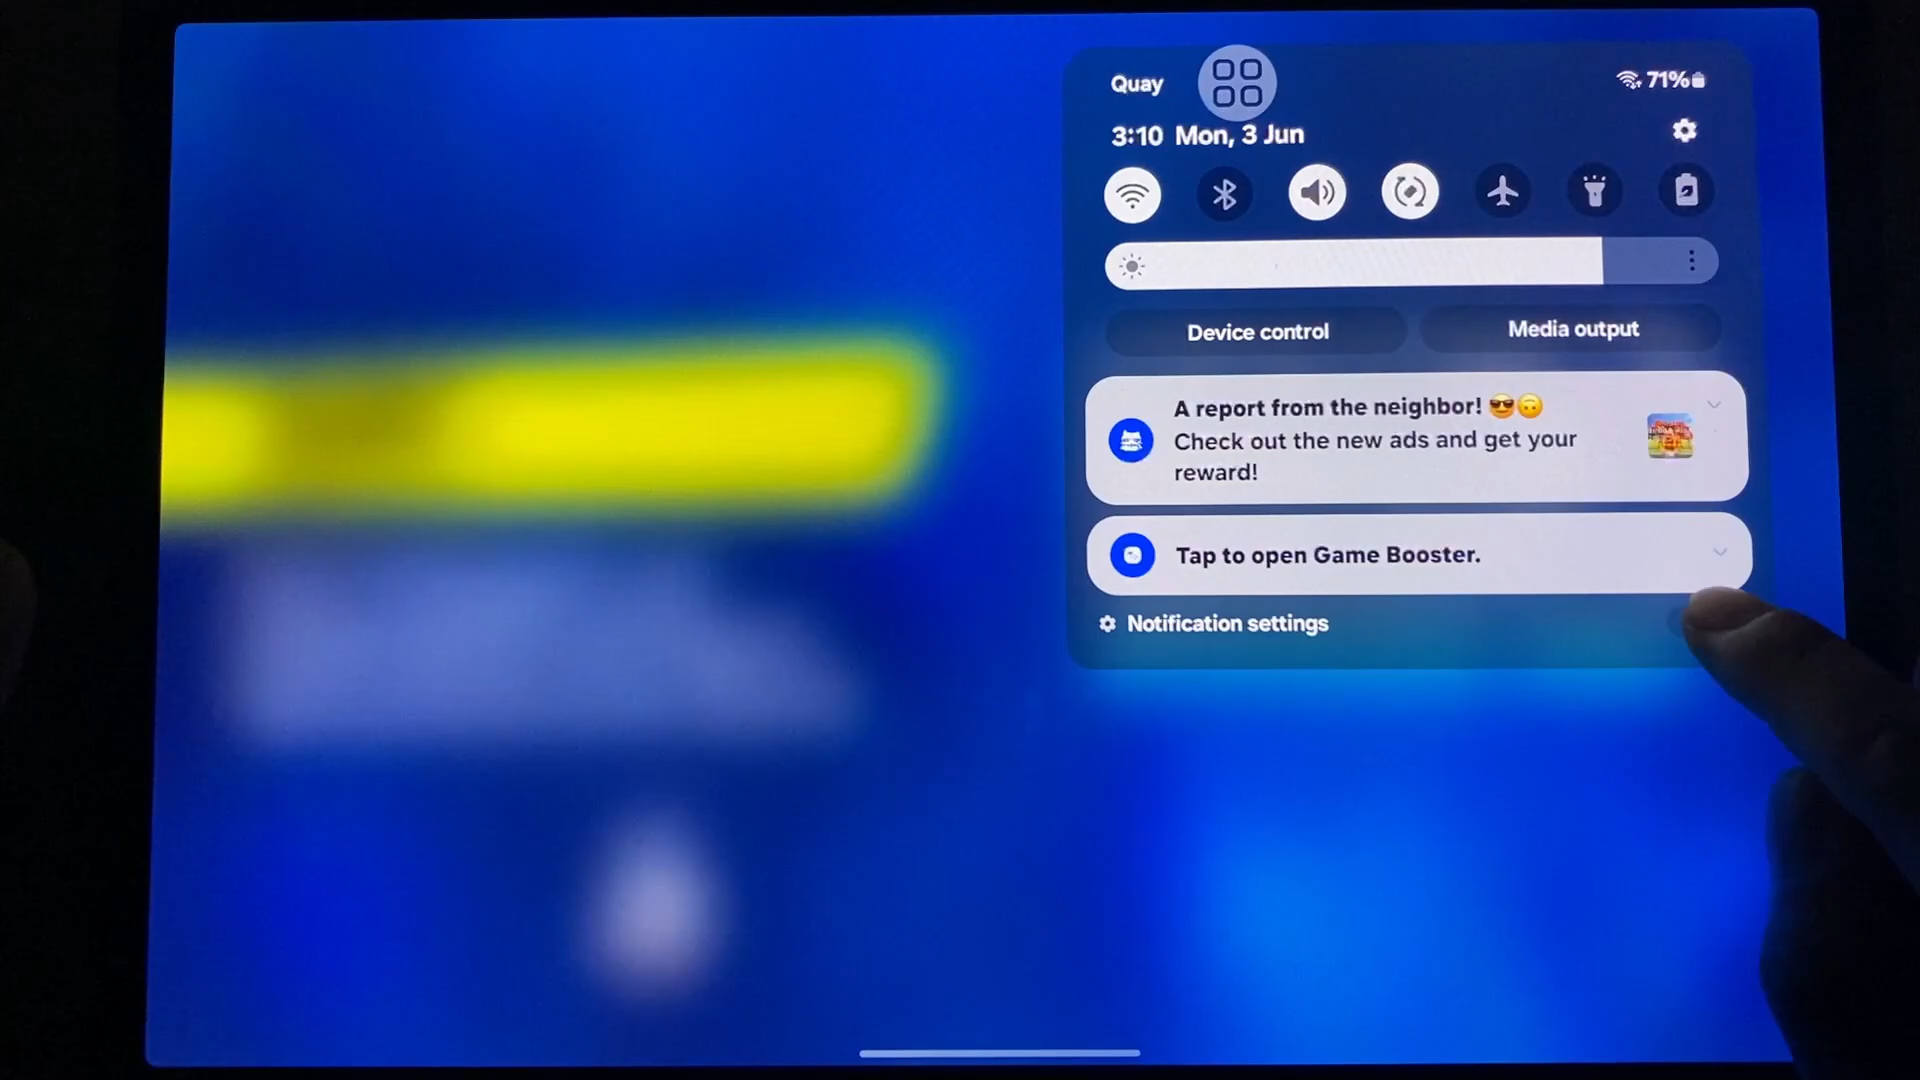 Quay
71%
3:10 Mon, 3 Jun
Device control
Media output
A report from the neighbor! 😎🙃
Check out the new ads and get your
reward!
Tap to open Game Booster.
Notification settings